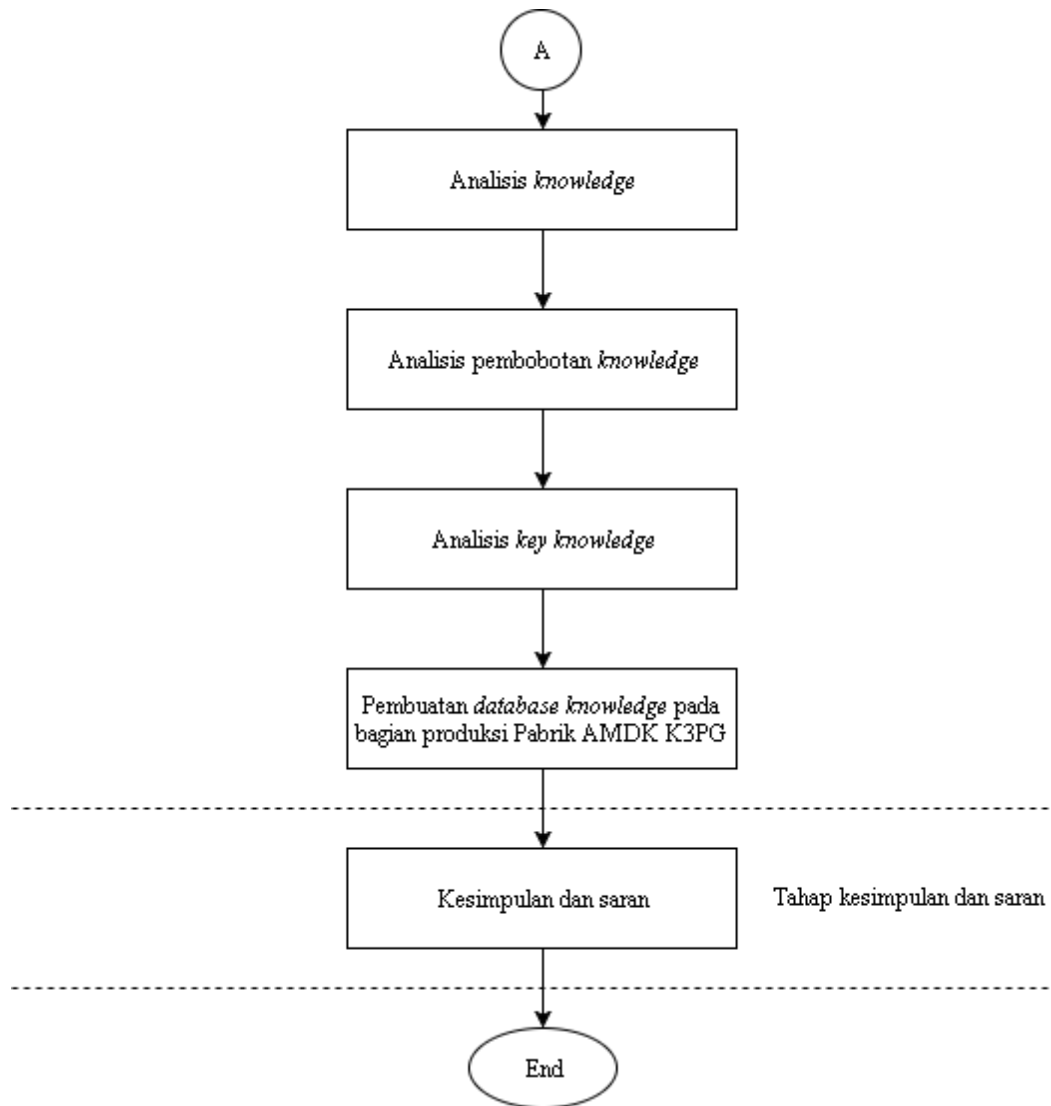 A
Analisis knowledge
Analisis pembobotan knowledge
Analisis key knowledge
Pembuatan database knowledge pada
bagian produksi Pabrik AMDK K3PG
Kesimpulan dan saran
Tahap kesimpulan dan saran
End